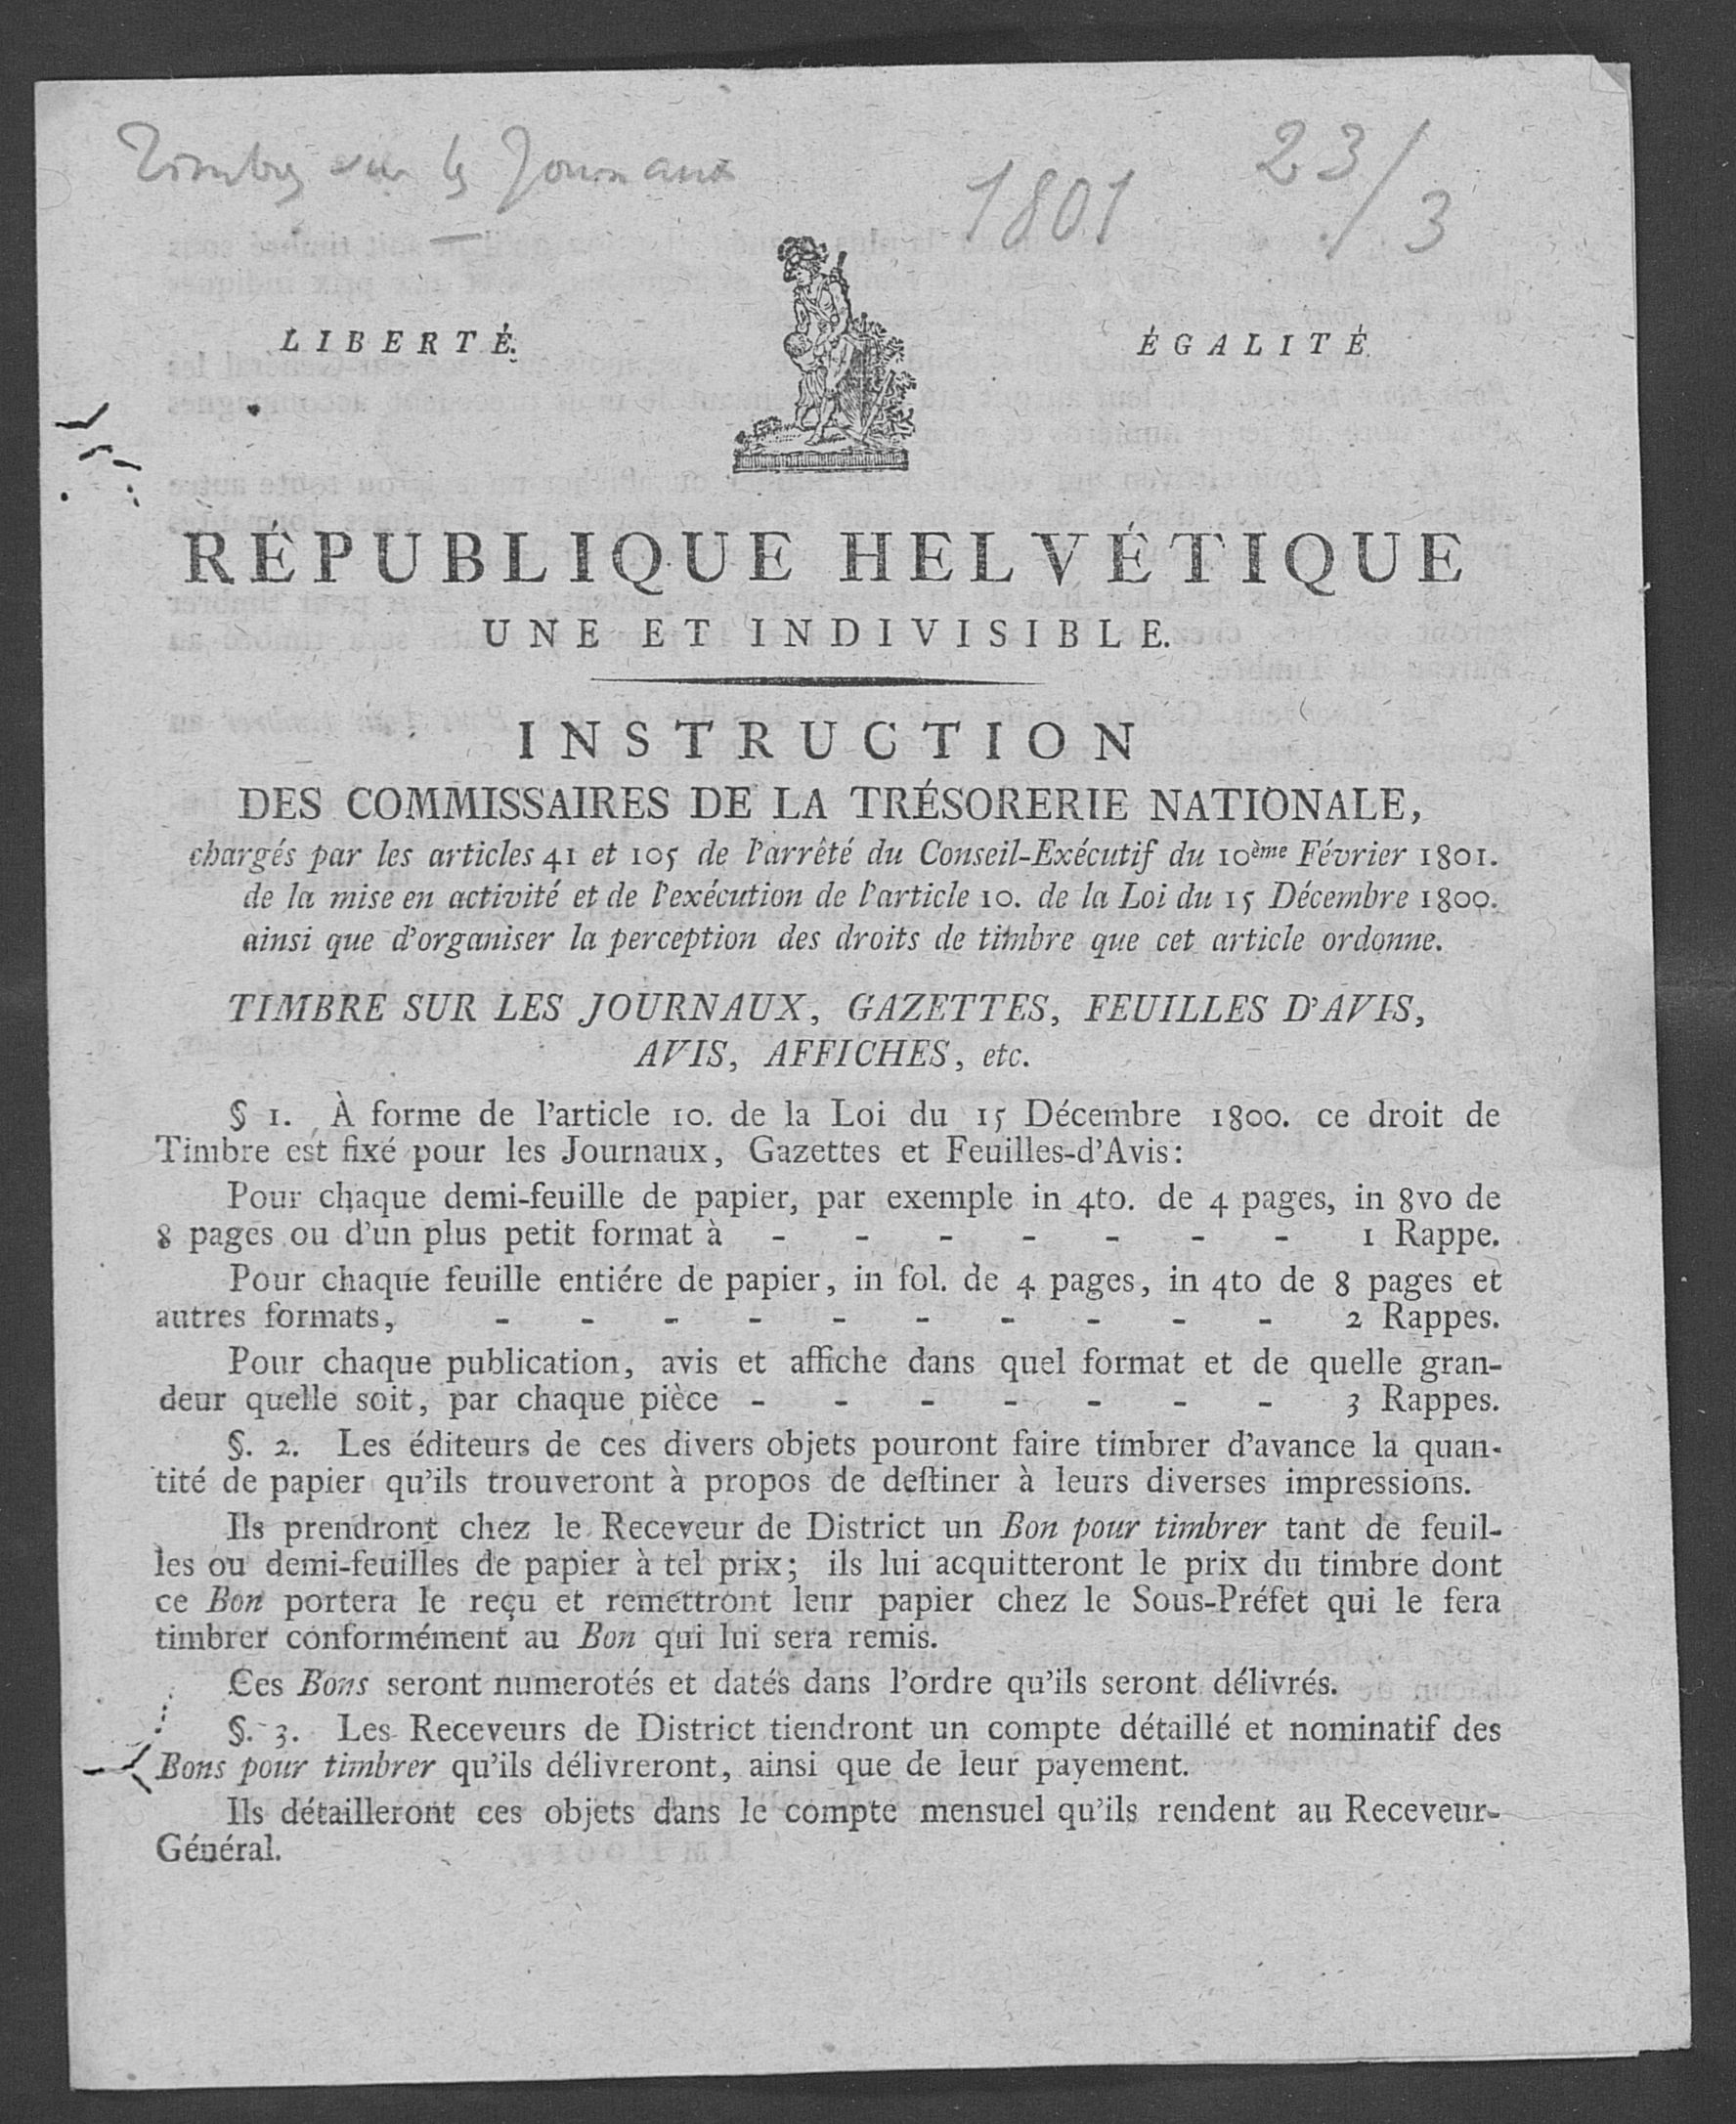 Timbres sur les Journaux
1801
23/3
LIBERTÉ.
ÉGALITÉ
RÉPUBLIQUE HELVÉTIQUE
UNE ET INDIVISIBLE.
INSTRUCTION
DES COMMISSAIRES DE LA TRÉSORERIE NATIONALE,
chargés par les articles 41 et 105 de l'arrêté du Conseil-Exécutif du 10ème Février 1801.
de la mise en activité et de l'exécution de l'article 10. de la Loi du 15 Décembre 1800.
ainsi que d'organiser la perception des droits de timbre que cet article ordonne.
TIMBRE SUR LES JOURNAUX, GAZETTES, FEUILLES D'AVIS,
AVIS, AFFICHES, etc.
§ 1. À forme de l'article 10. de la Loi du 15 Décembre 1800. ce droit de
Timbre est fixé pour les Journaux, Gazettes et Feuilles-d'Avis:
Pour chaque demi-feuille de papier, par exemple in 4to. de 4 pages, in 8vo de
8 pages ou d'un plus petit format à - - - - - - - 1 Rappe.
Pour chaque feuille entiére de papier, in fol. de 4 pages, in 4to de 8 pages et
autres formats, - - - - - - - - - - 2 Rappes.
Pour chaque publication, avis et affiche dans quel format et de quelle gran-
deur quelle soit, par chaque pièce - - - - - - - 3 Rappes.
§. 2. Les éditeurs de ces divers objets pouront faire timbrer d'avance la quan-
tité de papier qu'ils trouveront à propos de deſtiner à leurs diverses impressions.
Ils prendront chez le Receveur de District un Bon pour timbrer tant de feuil-
les ou demi-feuilles de papier à tel prix; ils lui acquitteront le prix du timbre dont
ce Bon portera le reçu et remettront leur papier chez le Sous-Préfet qui le fera
timbrer conformément au Bon qui lui sera remis.
Ces Bons seront numerotés et datés dans l'ordre qu'ils seront délivrés.
§. 3. Les Receveurs de District tiendront un compte détaillé et nominatif des
Bons pour timbrer qu'ils délivreront, ainsi que de leur payement.
Ils détailleront ces objets dans le compte mensuel qu'ils rendent au Receveur-
Général.